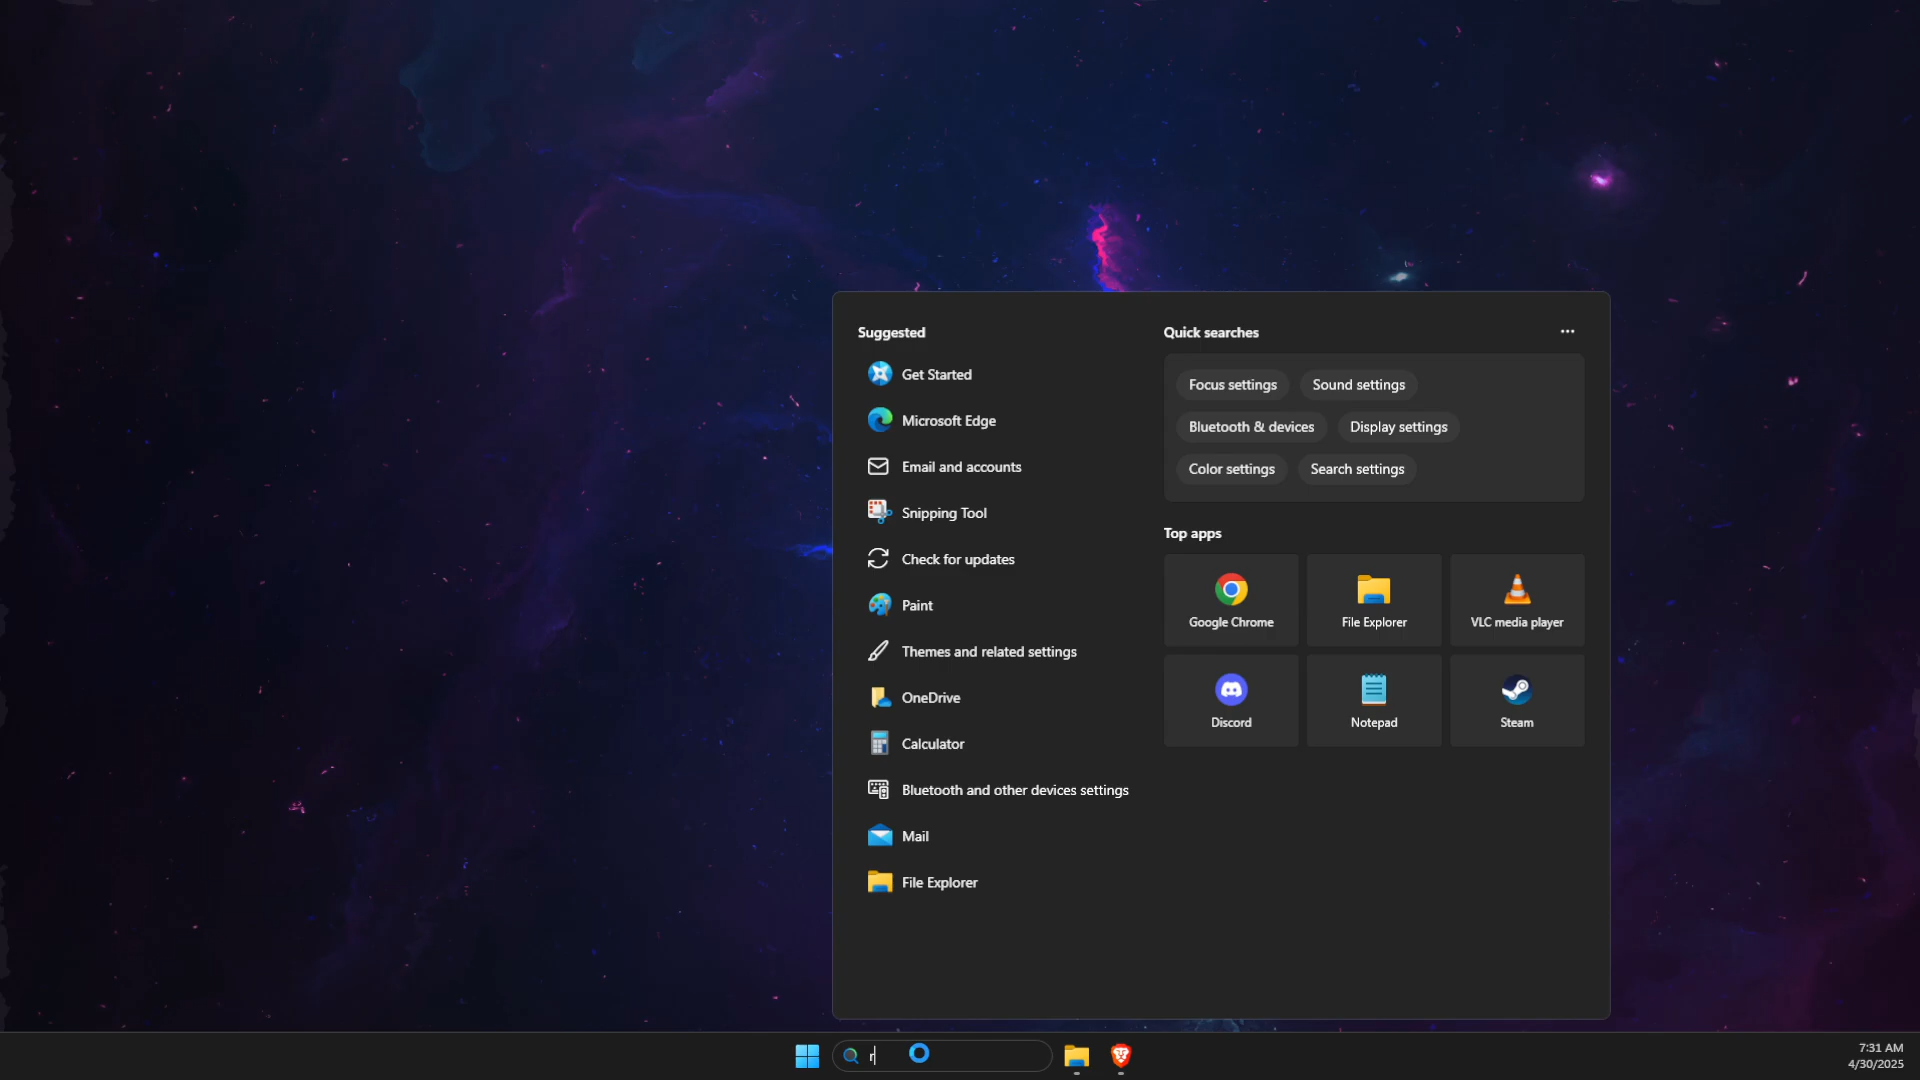 Suggested
Get Started
Microsoft Edge
Email and accounts
Snipping Tool
Check for updates
Paint
Themes and related settings
OneDrive
Calculator
Bluetooth and other devices settings
Mail
File Explorer
Quick searches
Focus settings
Sound settings
Bluetooth & devices
Display settings
Color settings
Search settings
Top apps
Google Chrome
File Explorer
VLC media player
Discord
Notepad
Steam
r
7:31 AM
4/30/2025